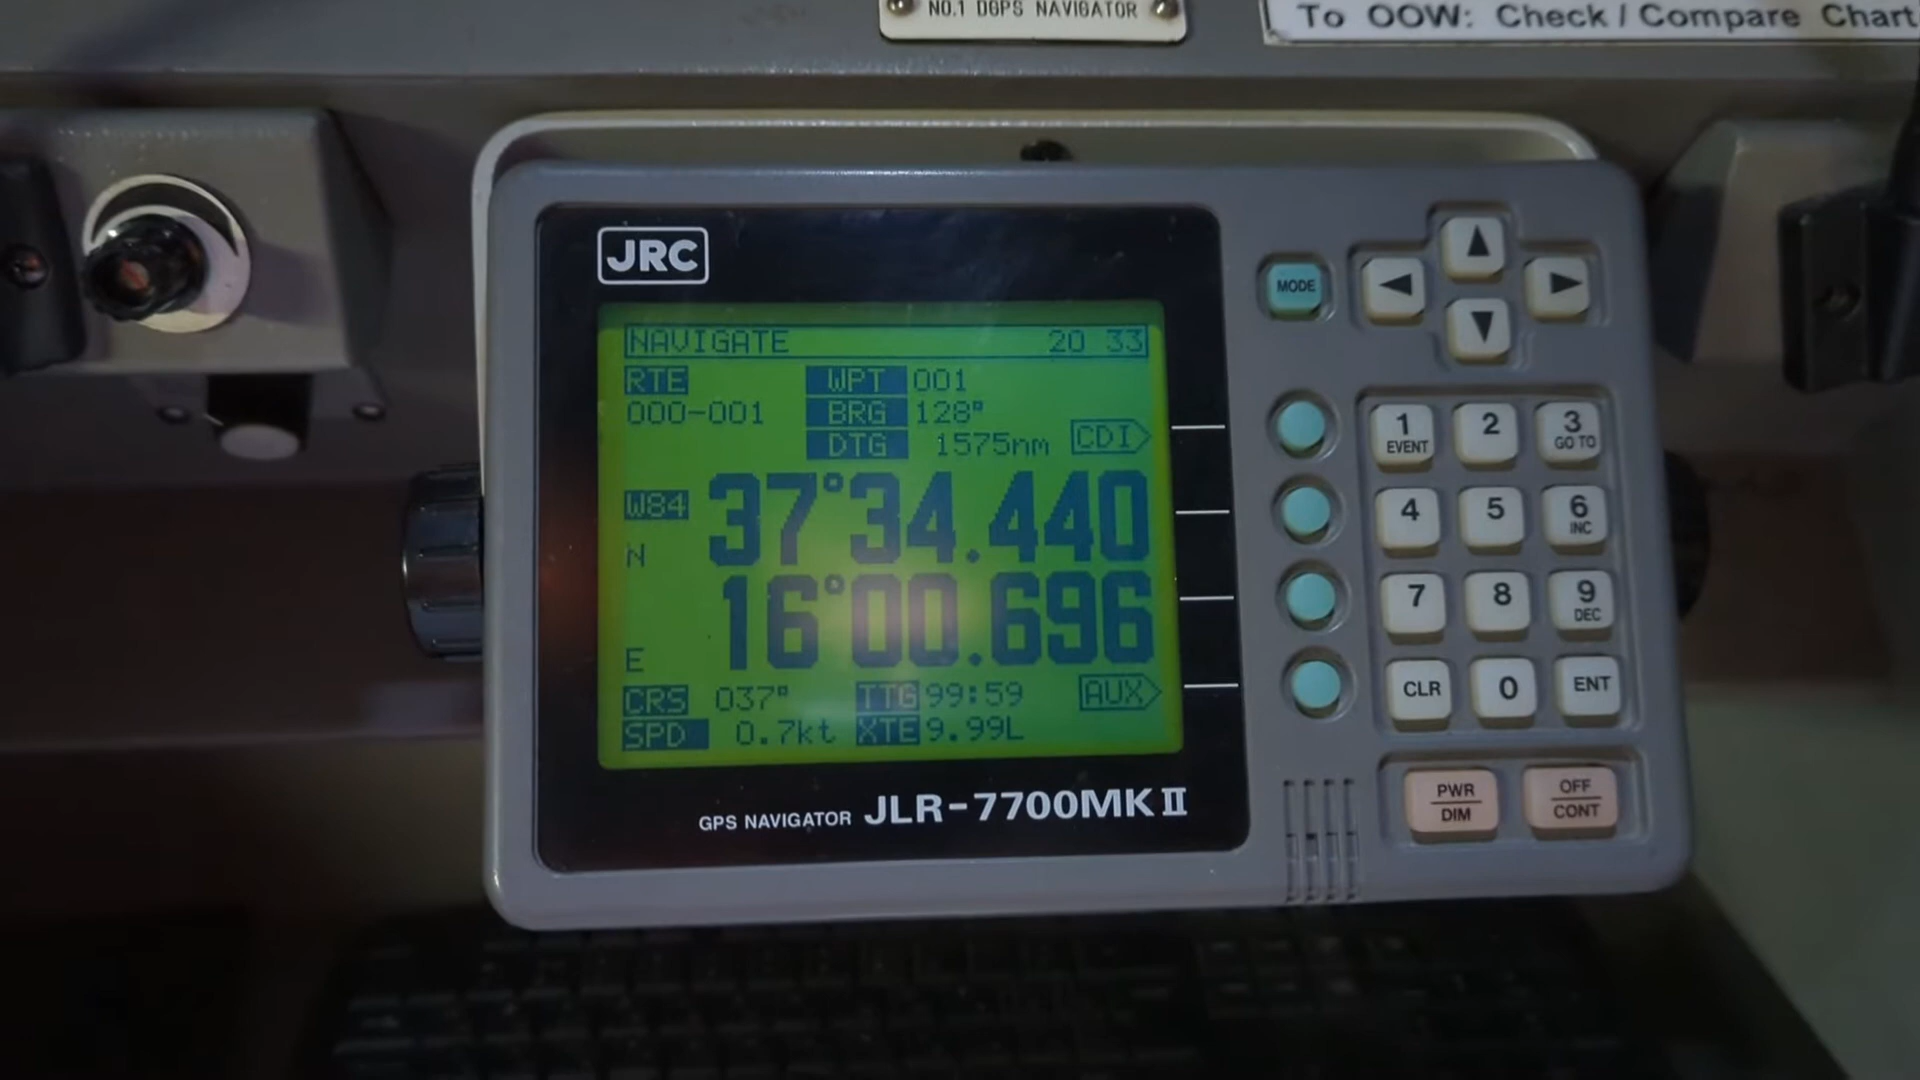 NO.1 DGPS NAVIGATOR
To OOW: Check / Compare Chart
JRC
NAVIGATE 20 33
RTE WPT 001
000-001 BRG 128°
DTG 1575nm CDI
W84 37°34.440
N
16°00.696
E
CRS 037° TTG 99:59 AUX
SPD 0.7kt XTE 9.99L
GPS NAVIGATOR JLR-7700MK II
MODE
1 EVENT 2 3 GO TO
4 5 6 INC
7 8 9 DEC
CLR 0 ENT
PWR DIM OFF CONT